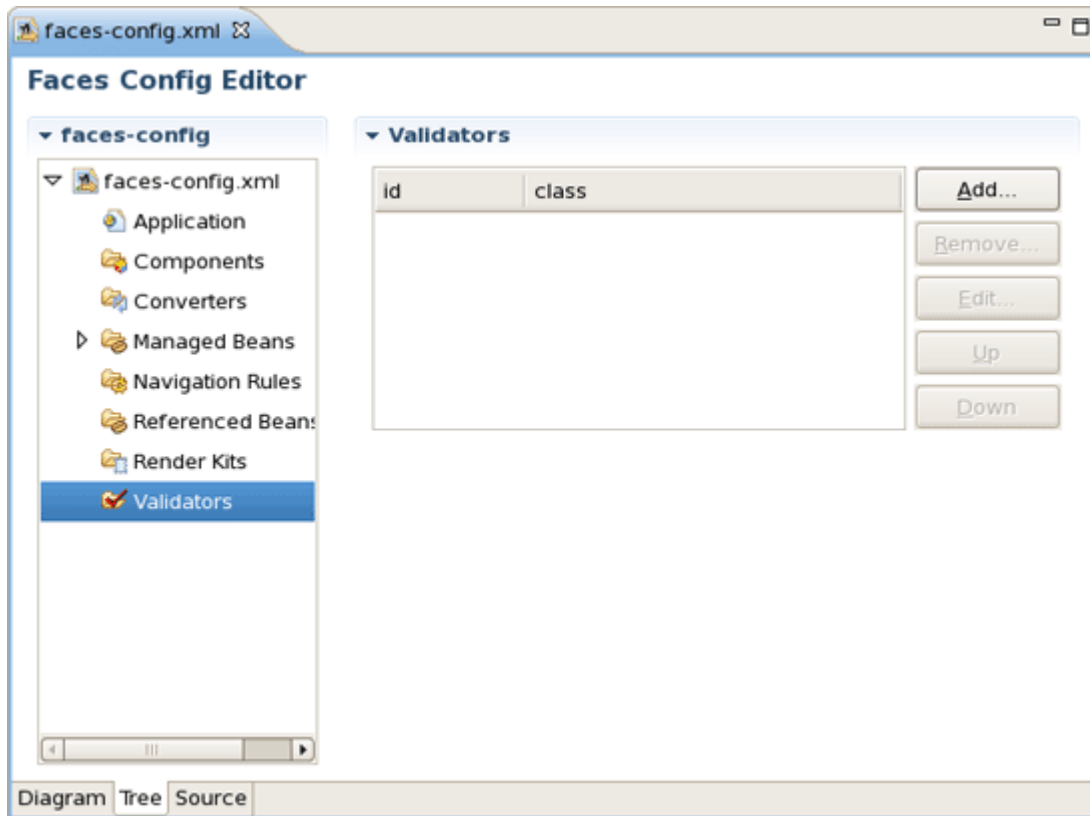 faces-config.xml
Faces Config Editor
faces-config
faces-config.xml
Application
Components
Converters
Managed Beans
Navigation Rules
Referenced Beans
Render Kits
Validators
Validators
id class
Add...
Remove...
Edit...
Up
Down
Diagram Tree Source